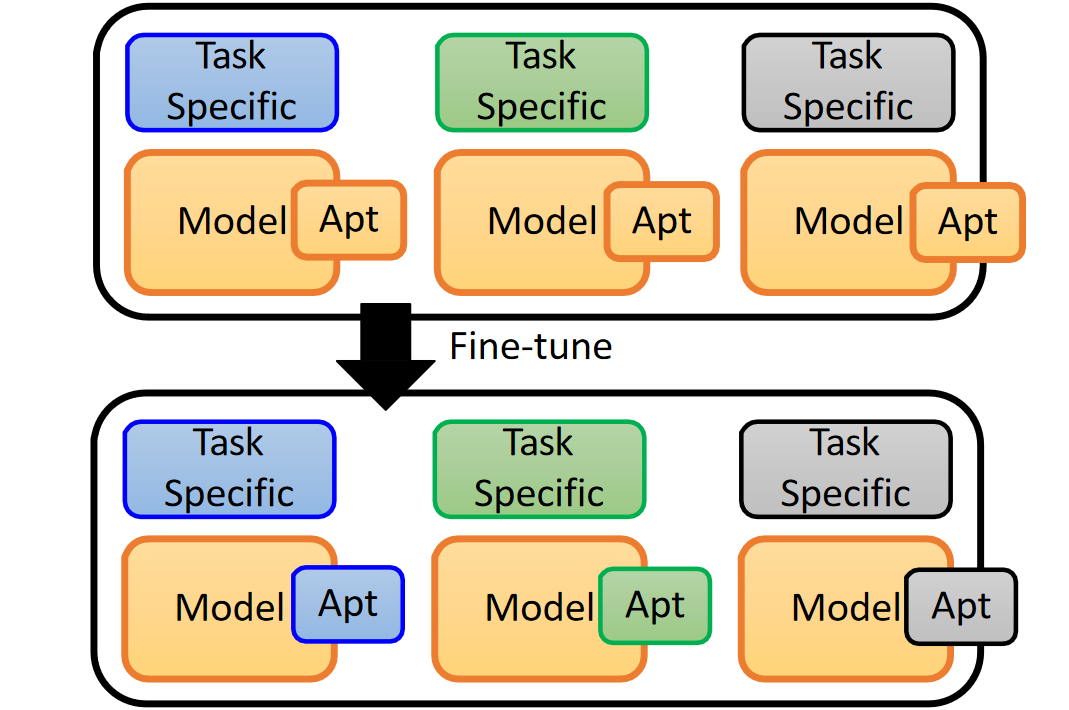 Task
Specific
Task
Specific
Task
Specific
Model
Apt
Model
Apt
Model
Apt
Fine-tune
Task
Specific
Task
Specific
Task
Specific
Model
Apt
Model
Apt
Model
Apt